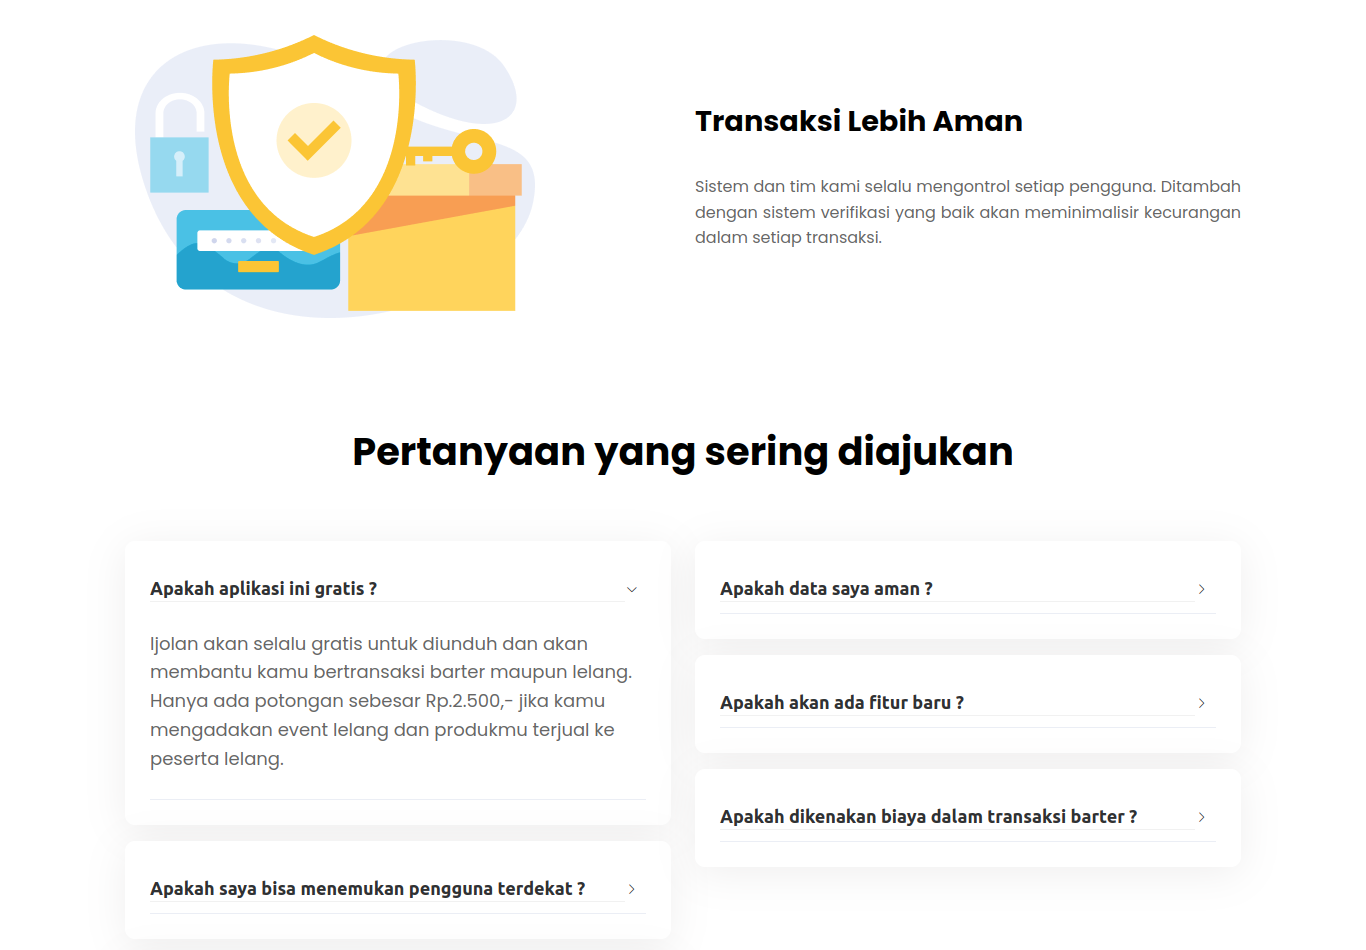 Transaksi Lebih Aman
Sistem dan tim kami selalu mengontrol setiap pengguna. Ditambah
dengan sistem verifikasi yang baik akan meminimalisir kecurangan
dalam setiap transaksi.
Pertanyaan yang sering diajukan
Apakah aplikasi ini gratis ?
Ijolan akan selalu gratis untuk diunduh dan akan
membantu kamu bertransaksi barter maupun lelang.
Hanya ada potongan sebesar Rp.2.500,- jika kamu
mengadakan event lelang dan produkmu terjual ke
peserta lelang.
Apakah saya bisa menemukan pengguna terdekat ?
Apakah data saya aman ?
Apakah akan ada fitur baru ?
Apakah dikenakan biaya dalam transaksi barter ?